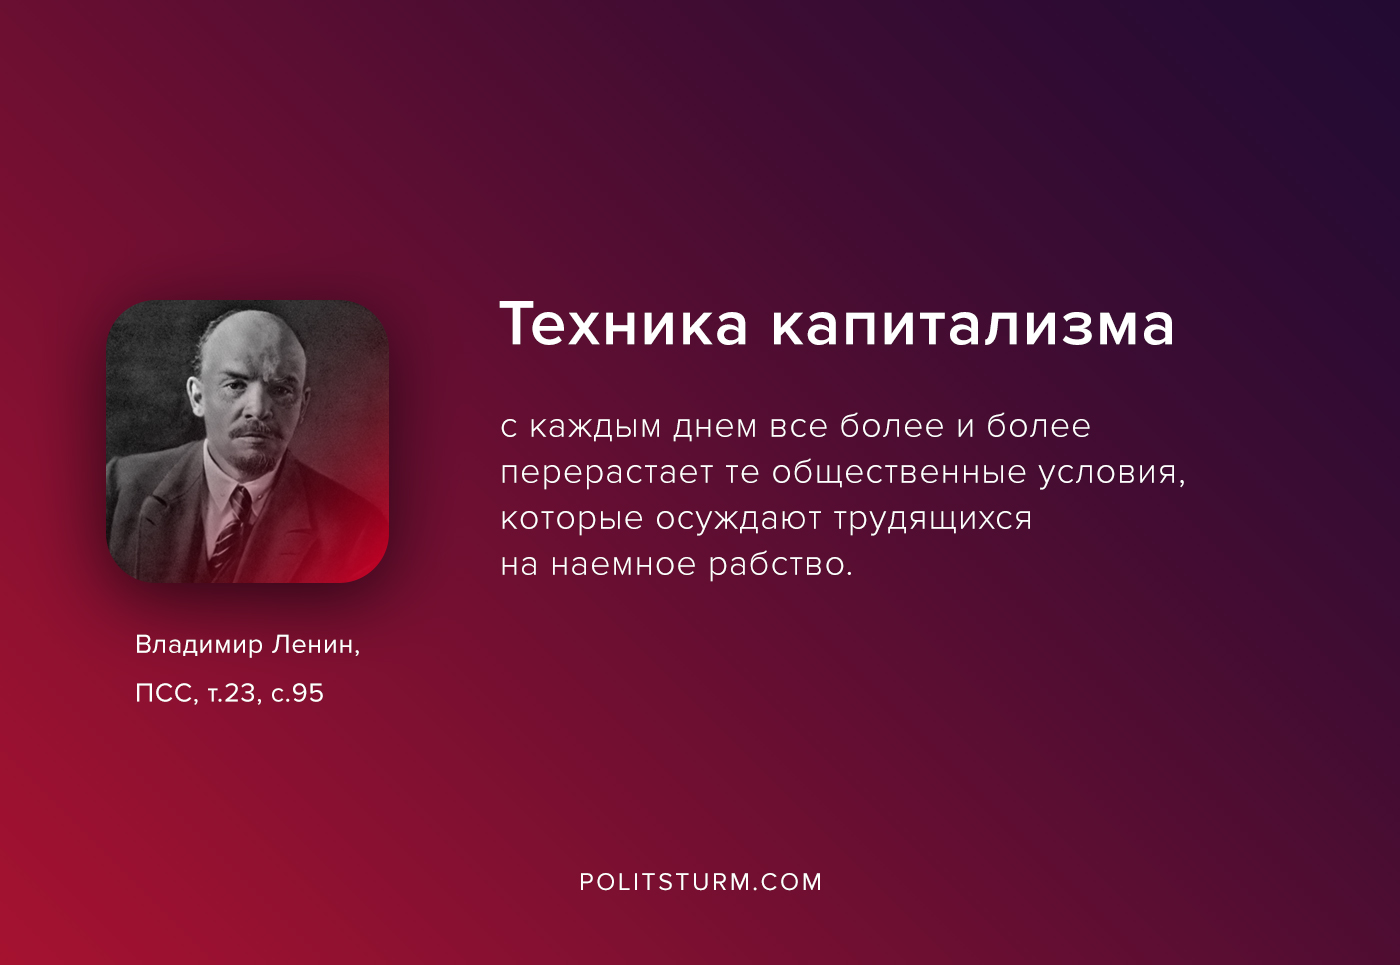 Техника капитализма
с каждым днем все более и более
перерастает те общественные условия,
которые осуждают трудящихся
на наемное рабство.
Владимир Ленин,
ПСС, т.23, с.95
POLITSTURM.COM